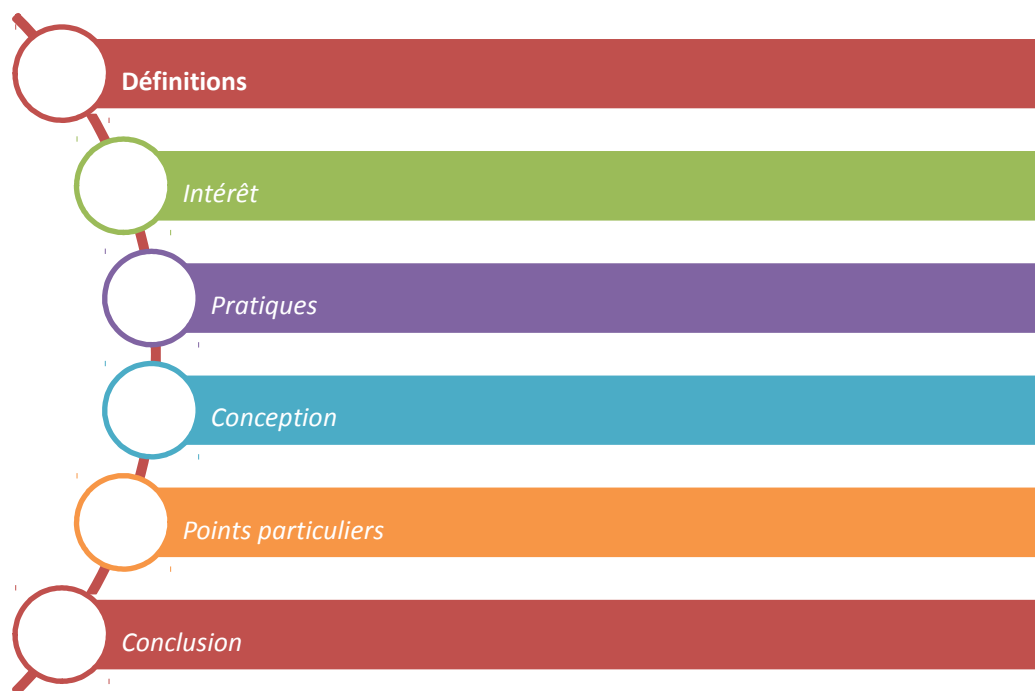 Définitions
Intérêt
Pratiques
Conception
Points particuliers
Conclusion